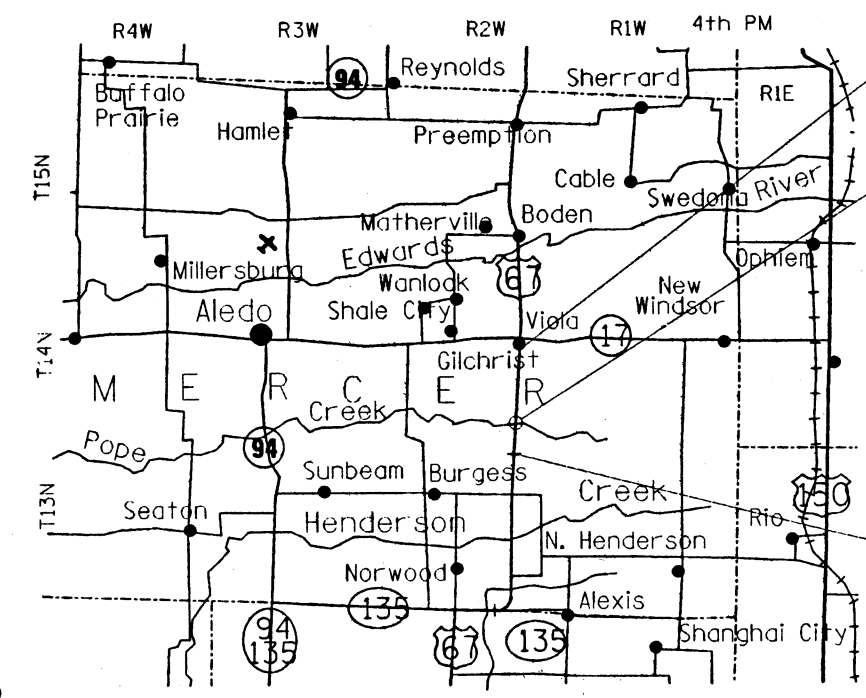 R4W R3W R2W R1W 4th PM
94 Reynolds Sherrard
R1E
Buffalo
Prairie
Hamlet Preemption
T15N
Cable Swedona River
Matherville Boden
Edwards
Millersburg Ophiem
67
Wanlock New
Windsor
Aledo Shale City
Viola 17
T14N
Gilchrist
M E R C E R
Creek
Pope 94
Sunbeam Burgess
Creek 150
T13N
Seaton Henderson Rio
N. Henderson
Norwood
135 Alexis
94
135 67 135 Shanghai City